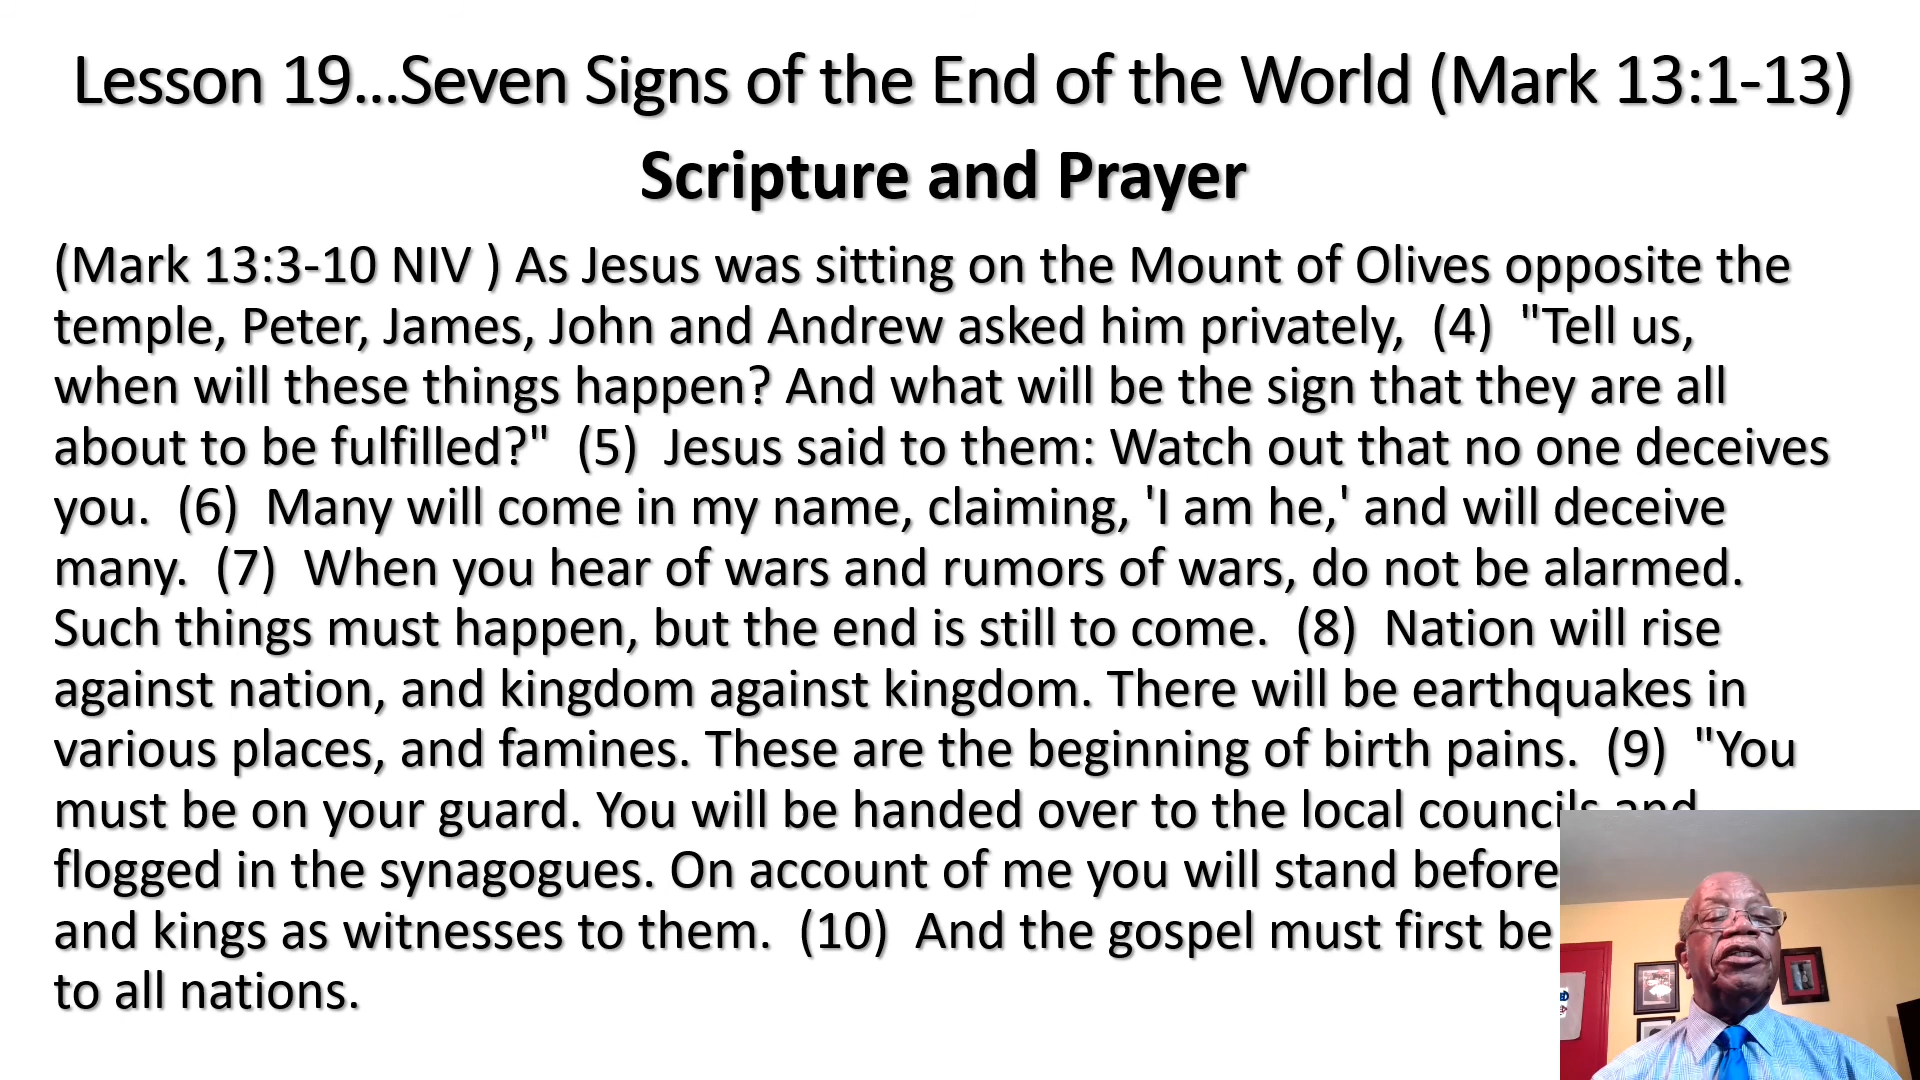 Lesson 19...Seven Signs of the End of the World (Mark 13:1-13)
Scripture and Prayer
(Mark 13:3-10 NIV ) As Jesus was sitting on the Mount of Olives opposite the
temple, Peter, James, John and Andrew asked him privately,  (4)  "Tell us,
when will these things happen? And what will be the sign that they are all
about to be fulfilled?"  (5)  Jesus said to them: Watch out that no one deceives
you.  (6)  Many will come in my name, claiming, 'I am he,' and will deceive
many.  (7)  When you hear of wars and rumors of wars, do not be alarmed.
Such things must happen, but the end is still to come.  (8)  Nation will rise
against nation, and kingdom against kingdom. There will be earthquakes in
various places, and famines. These are the beginning of birth pains.  (9)  "You
must be on your guard. You will be handed over to the local councils and
flogged in the synagogues. On account of me you will stand before
and kings as witnesses to them.  (10)  And the gospel must first be
to all nations.